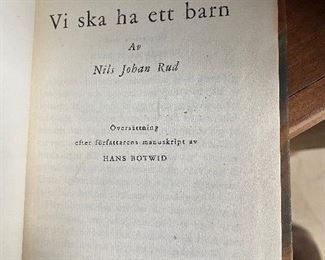 Vi ska ha ett barn
Av
Nils Johan Rud
Översättning
efter författarens manuskript av
HANS BOTWID